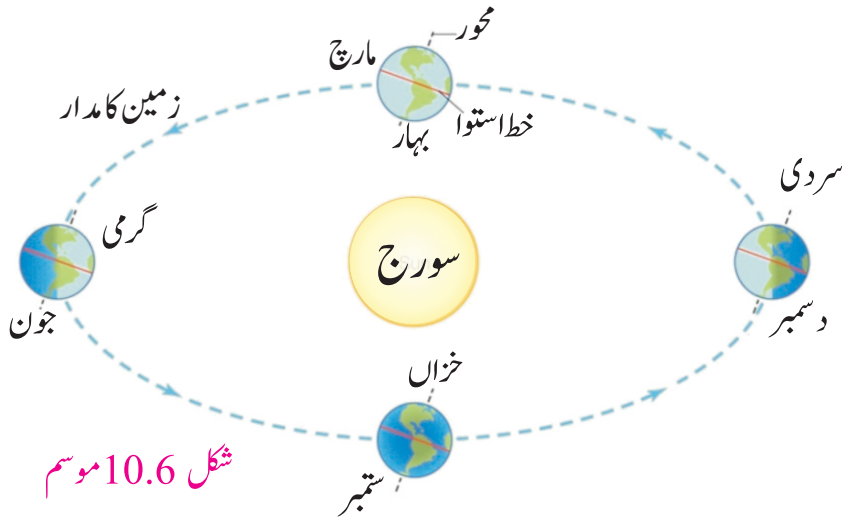 محور
مارچ
زمین کا مدار
خط استوا
بہار
سردی
گرمی
سورج
جون
دسمبر
خزاں
ستمبر
شکل 10.6 موسم